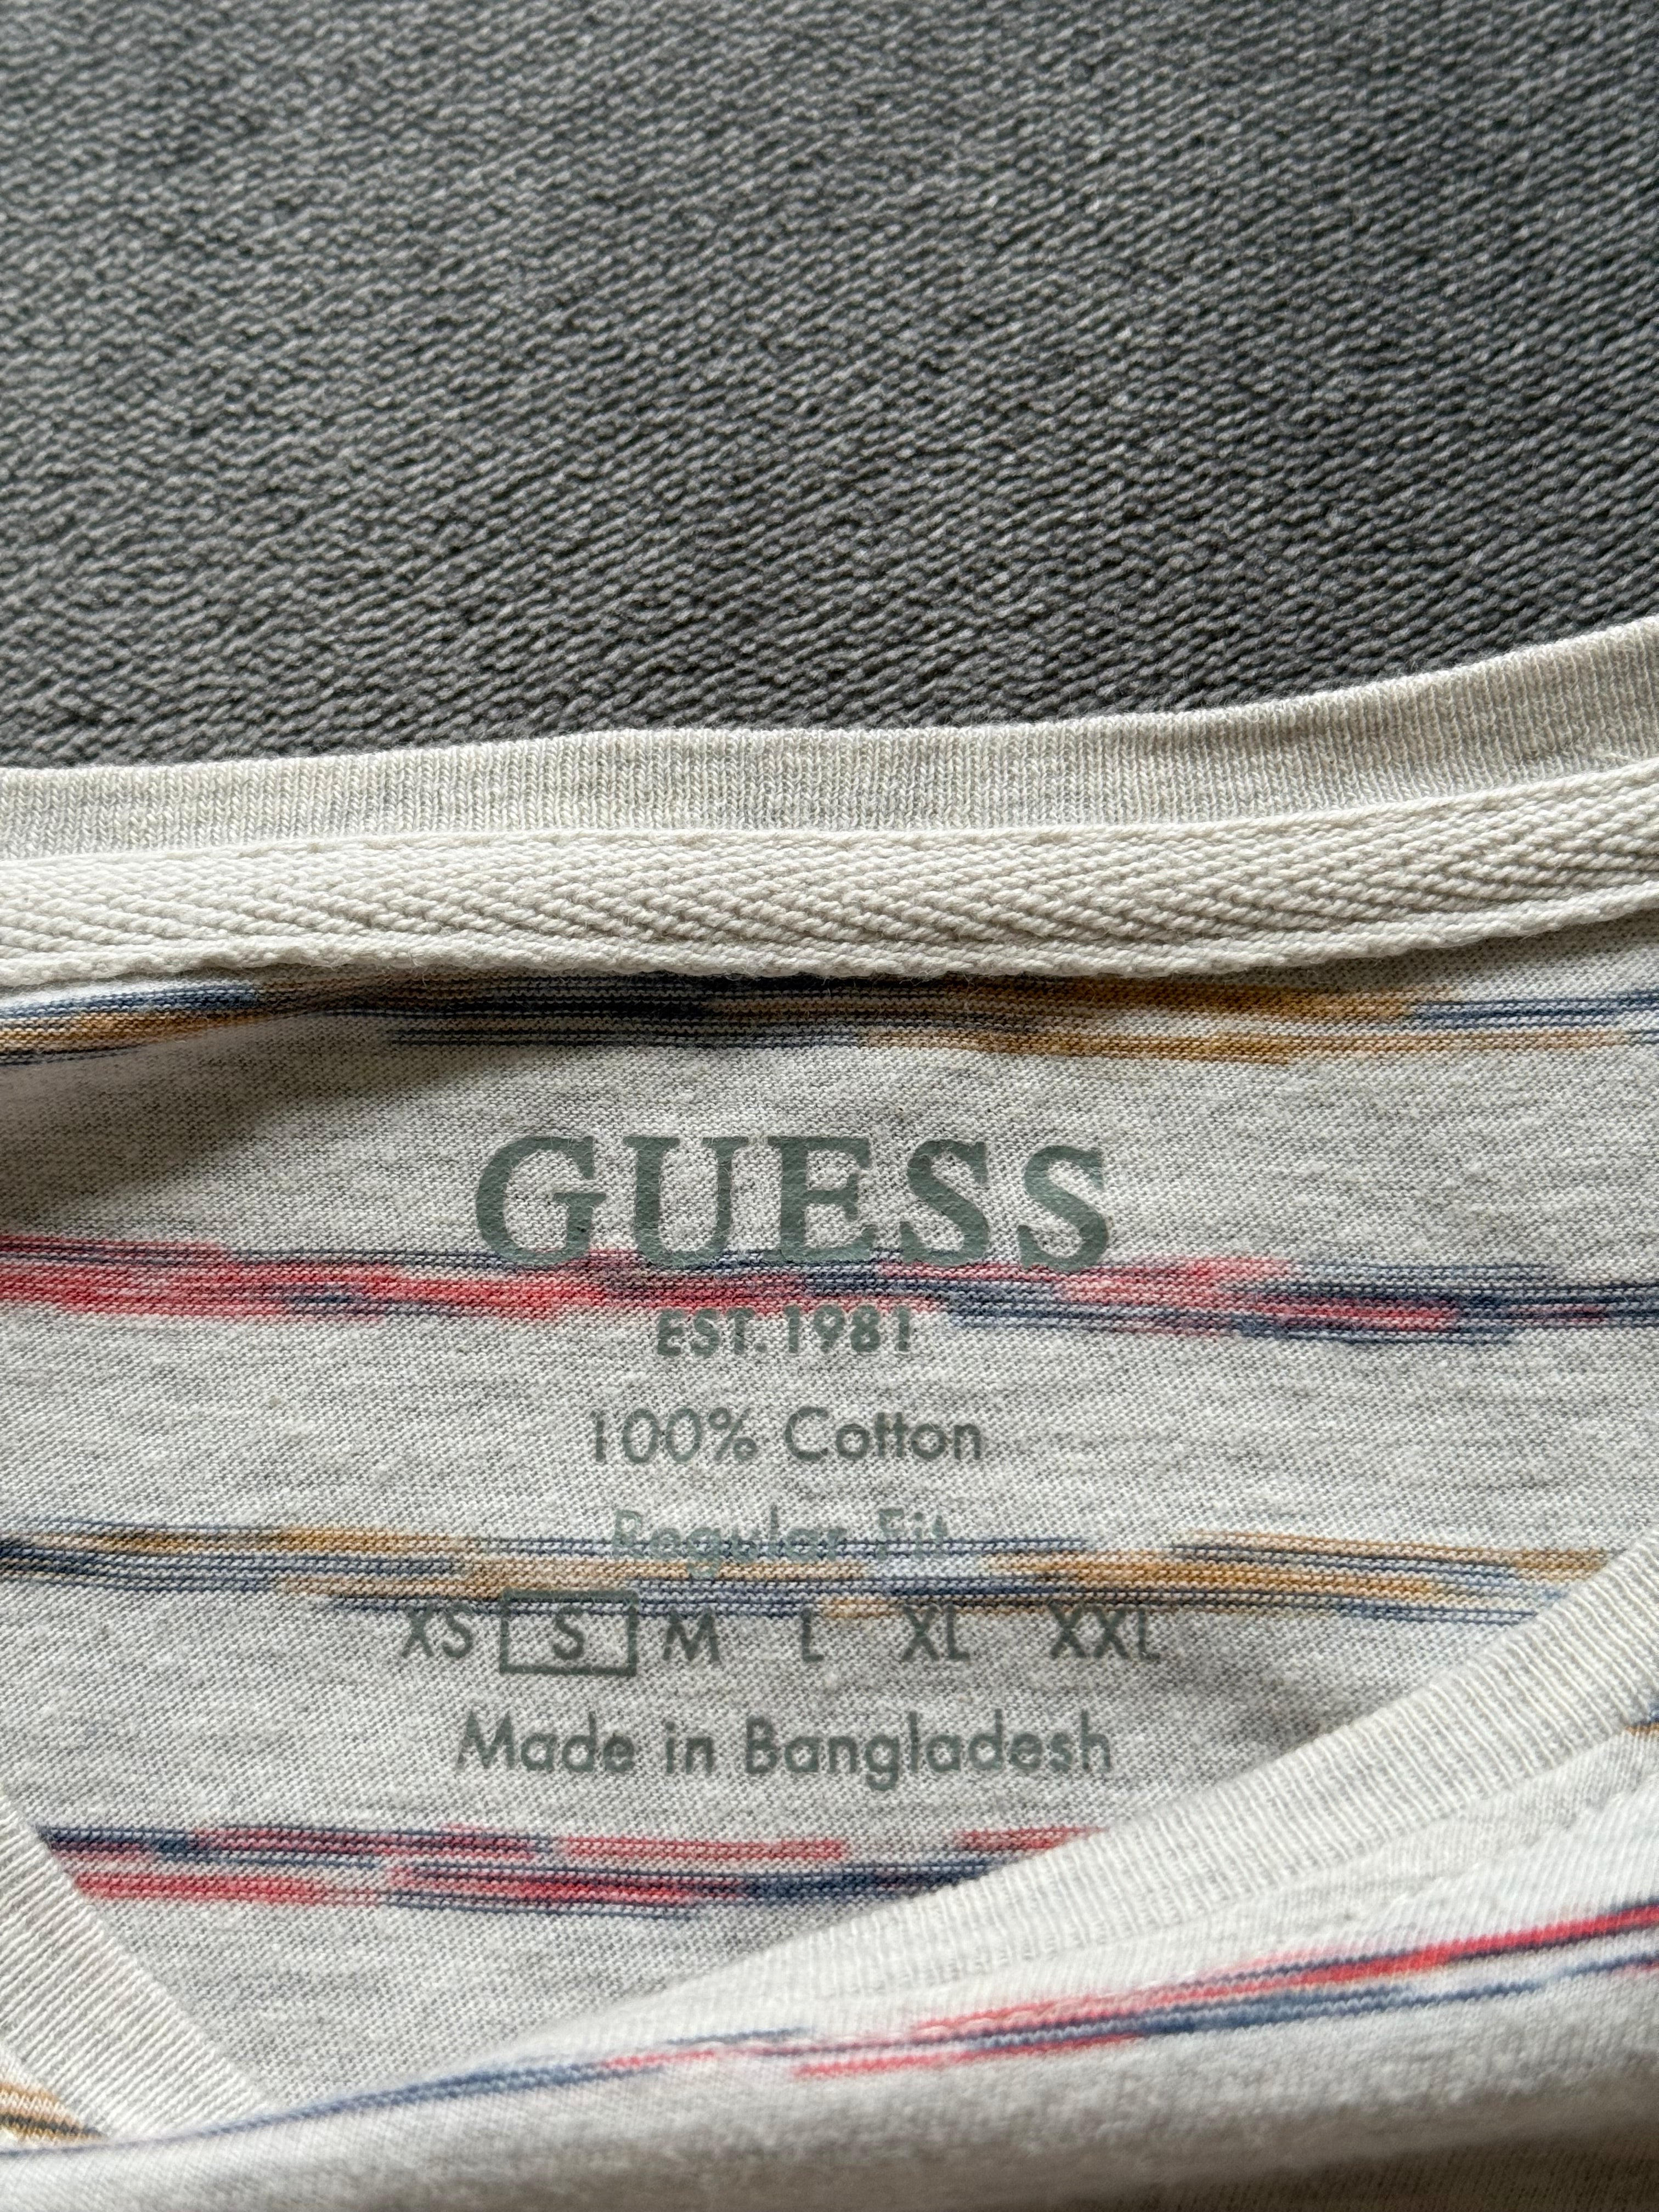 GUESS
EST. 1981
100% Cotton
Regular Fit
XS S M L XL XXL
Made in Bangladesh